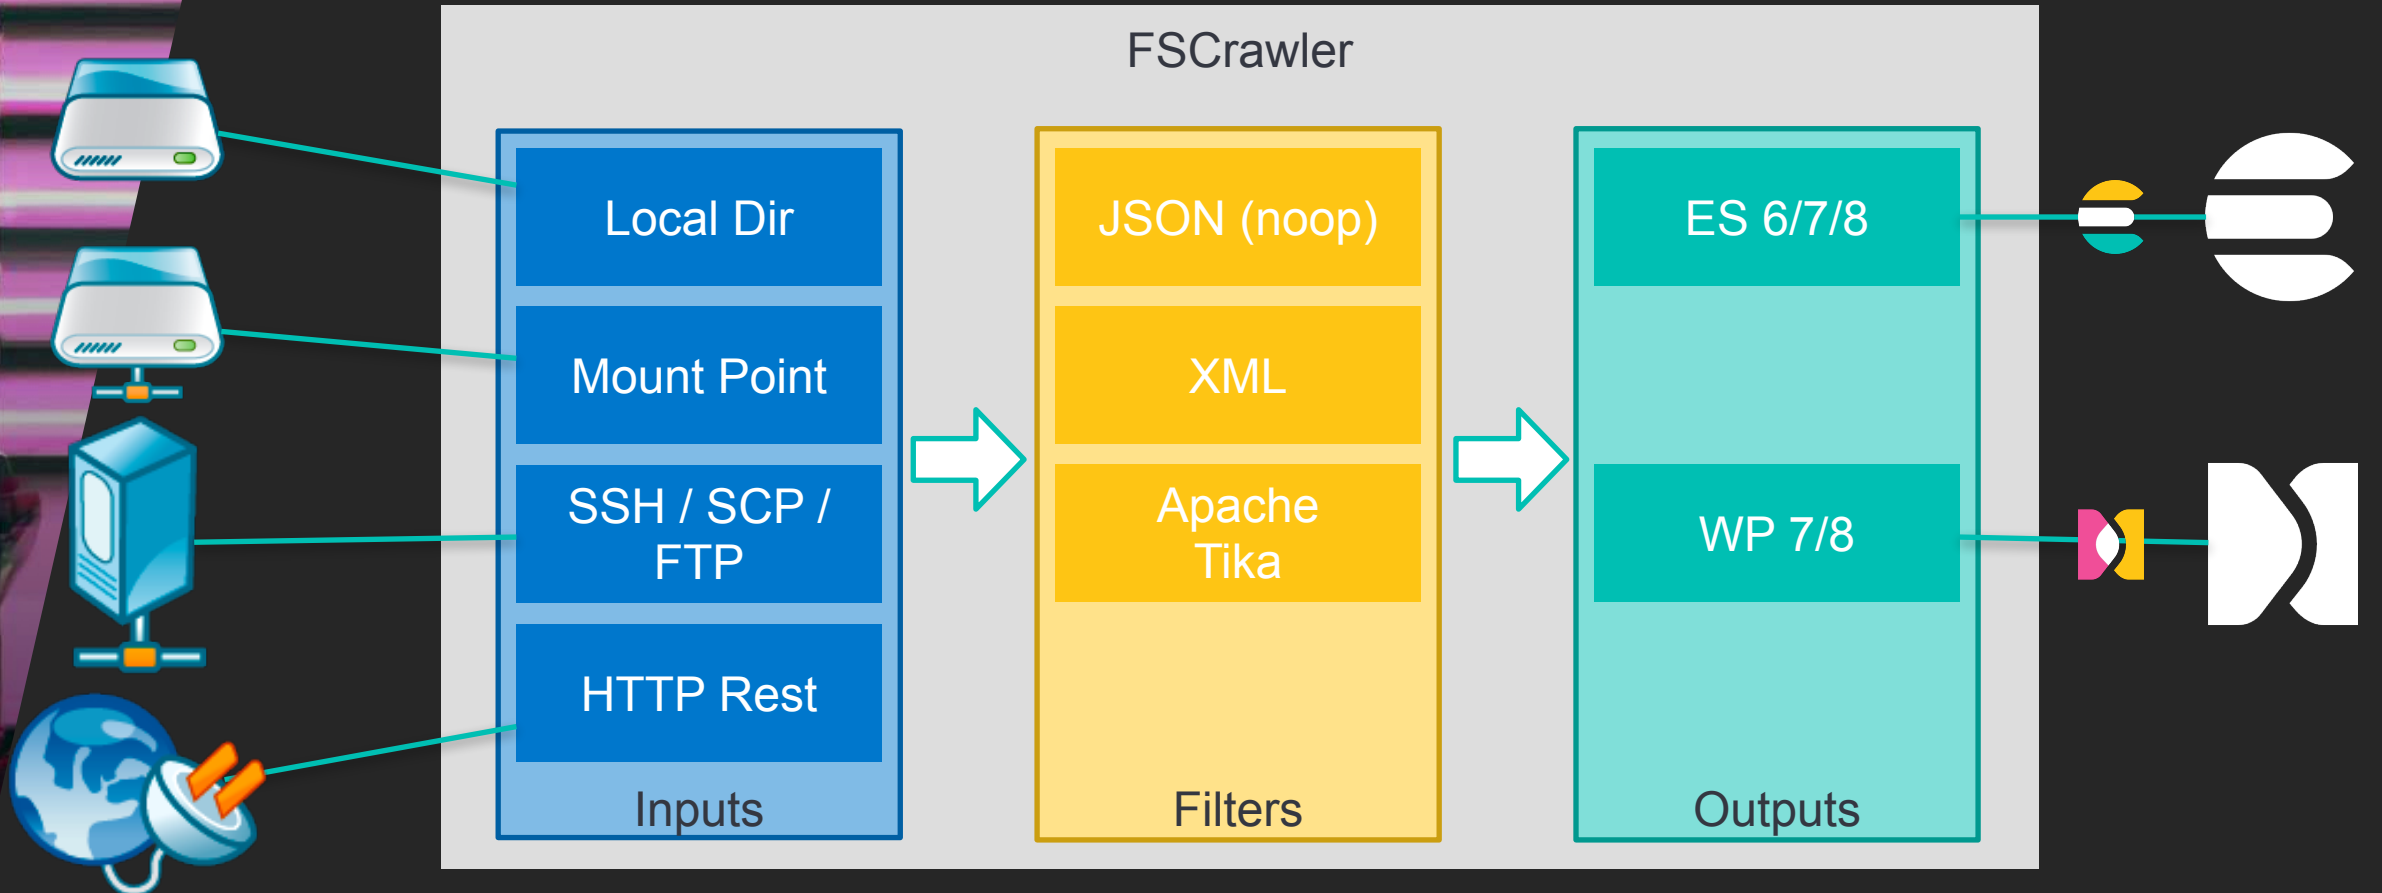 FSCrawler
Local Dir
Mount Point
SSH / SCP /
FTP
HTTP Rest
Inputs
JSON (noop)
XML
Apache
Tika
Filters
ES 6/7/8
WP 7/8
Outputs